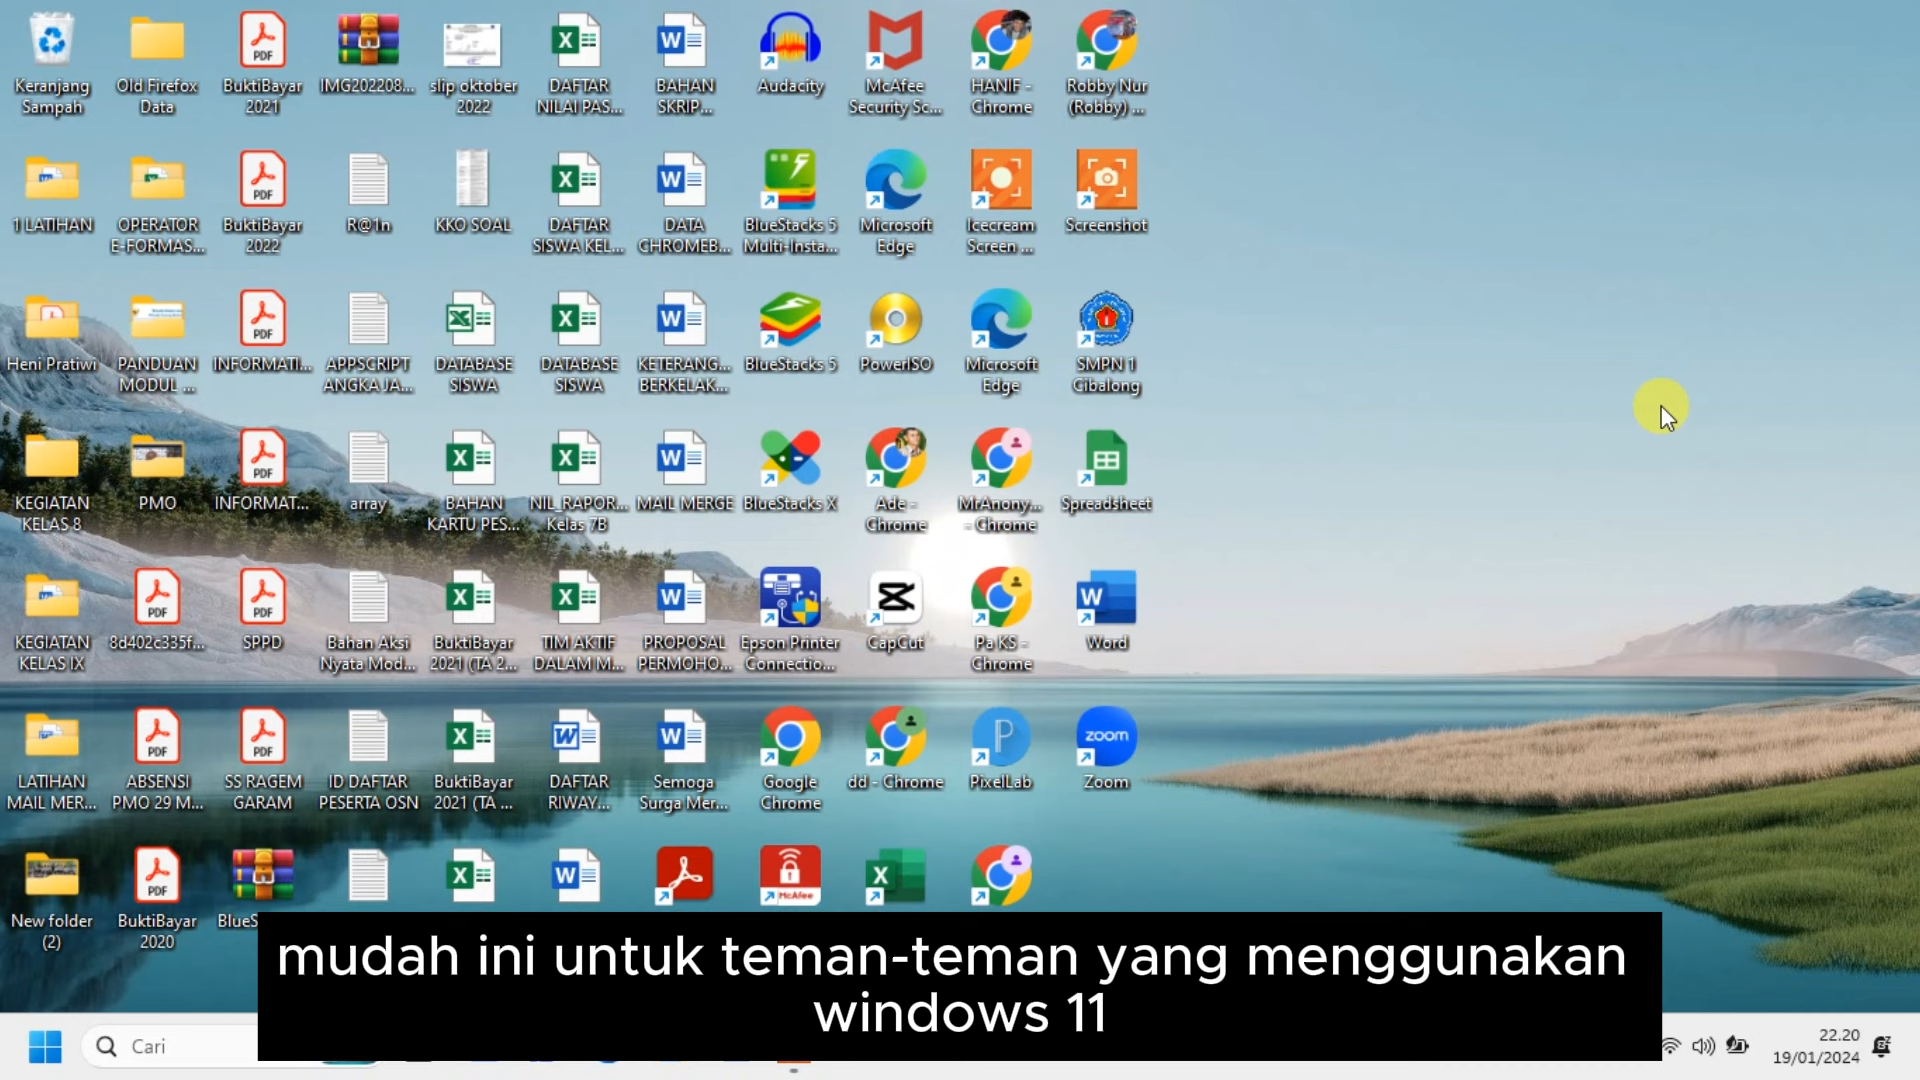 Keranjang
Sampah
Old Firefox
Data
BuktiBayar
2021
IMG202208...
slip oktober
2022
DAFTAR
NILAI PAS...
BAHAN
SKRIP...
Audacity
McAfee
Security Sc...
HANIF -
Chrome
Robby Nur
(Robby) ...
1 LATIHAN
OPERATOR
E-FORMAS...
BuktiBayar
2022
R@1n
KKO SOAL
DAFTAR
SISWA KEL...
DATA
CHROMEB...
BlueStacks 5
Multi-Insta...
Microsoft
Edge
Icecream
Screen ...
Screenshot
Heni Pratiwi
PANDUAN
MODUL ...
INFORMATI...
APPSCRIPT
ANGKA JA...
DATABASE
SISWA
DATABASE
SISWA
KETERANG...
BERKELAK...
BlueStacks 5
PowerISO
Microsoft
Edge
SMPN 1
Cibalong
KEGIATAN
KELAS 8
PMO
INFORMAT...
array
BAHAN
KARTU PES...
NIL_RAPOR...
Kelas 7B
MAIL MERGE
BlueStacks X
Ade -
Chrome
MrAnony...
- Chrome
Spreadsheet
KEGIATAN
KELAS IX
8d402c335f...
SPPD
Bahan Aksi
Nyata Mod...
BuktiBayar
2021 (TA 2...
TIM AKTIF
DALAM M...
PROPOSAL
PERMOHO...
Epson Printer
Connectio...
CapCut
Pa KS -
Chrome
Word
LATIHAN
MAIL MER...
ABSENSI
PMO 29 M...
SS RAGEM
GARAM
ID DAFTAR
PESERTA OSN
BuktiBayar
2021 (TA ...
DAFTAR
RIWAY...
Semoga
Surga Mer...
Google
Chrome
dd - Chrome
PixelLab
zoom
Zoom
New folder
(2)
BuktiBayar
2020
McAfee
mudah ini untuk teman-teman yang menggunakan
windows 11
Cari
22.20
19/01/2024